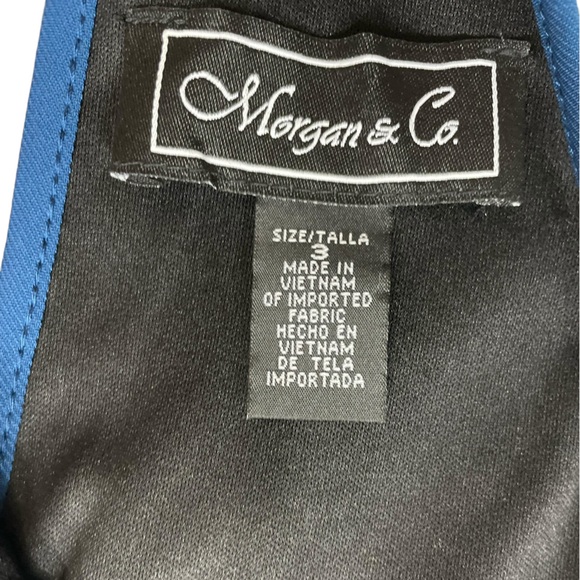 Morgan & Co.
SIZE/TALLA
3
MADE IN
VIETNAM
OF IMPORTED
FABRIC
HECHO EN
VIETNAM
DE TELA
IMPORTADA